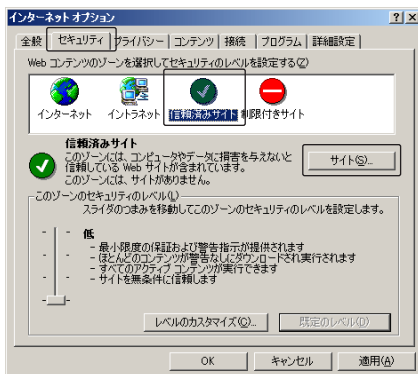 インターネット オプション
全般 セキュリティ プライバシー コンテンツ 接続 プログラム 詳細設定
Web コンテンツのゾーンを選択してセキュリティのレベルを設定する(Z)
インターネット イントラネット 信頼済みサイト 制限付きサイト
信頼済みサイト
このゾーンには、コンピュータやデータに損害を与えないと
信頼している Web サイトが含まれています。
このゾーンには、サイトがありません。
サイト(S)...
このゾーンのセキュリティのレベル(L)
スライダのつまみを移動してこのゾーンのセキュリティのレベルを設定します。
低
- 最小限度の保証および警告指示が提供されます
- ほとんどのコンテンツが警告なしにダウンロードされ実行されます
- すべてのアクティブ コンテンツが実行できます
- サイトを無条件に信頼します
レベルのカスタマイズ(C)... 既定のレベル(D)
OK キャンセル 適用(A)